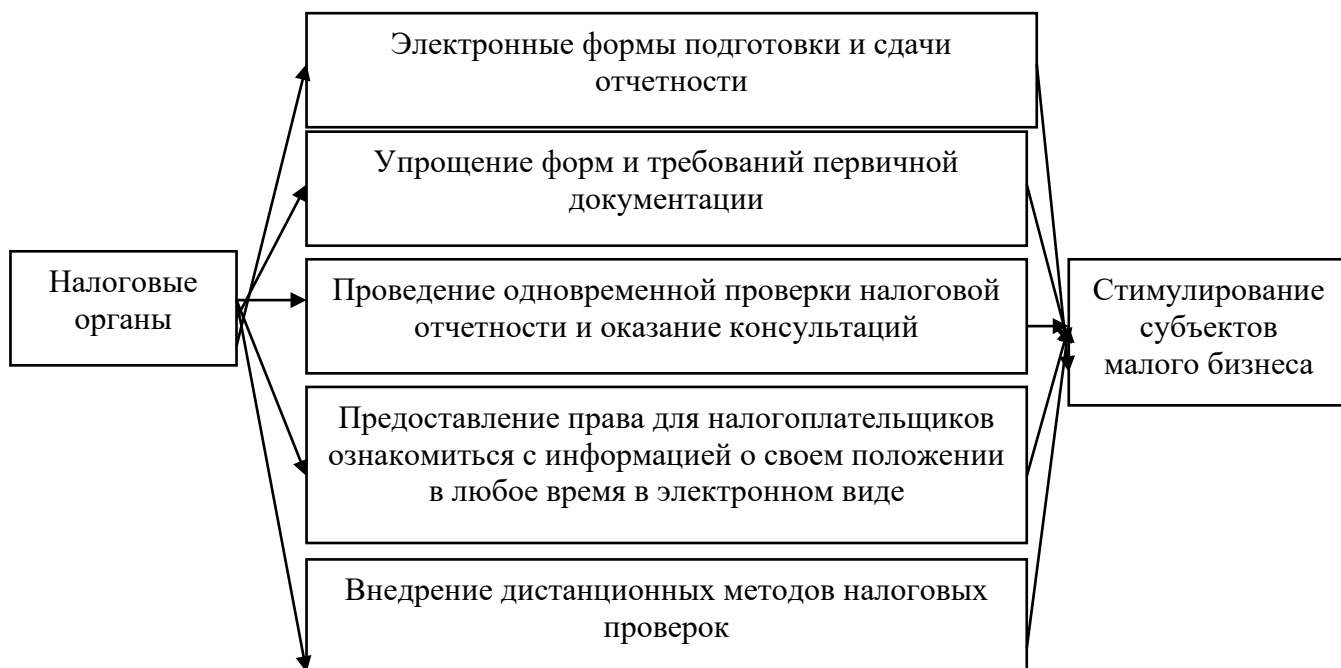 Электронные формы подготовки и сдачи
отчетности
Упрощение форм и требований первичной
документации
Налоговые
органы
Проведение одновременной проверки налоговой
отчетности и оказание консультаций
Стимулирование
субъектов
малого бизнеса
Предоставление права для налогоплательщиков
ознакомиться с информацией о своем положении
в любое время в электронном виде
Внедрение дистанционных методов налоговых
проверок